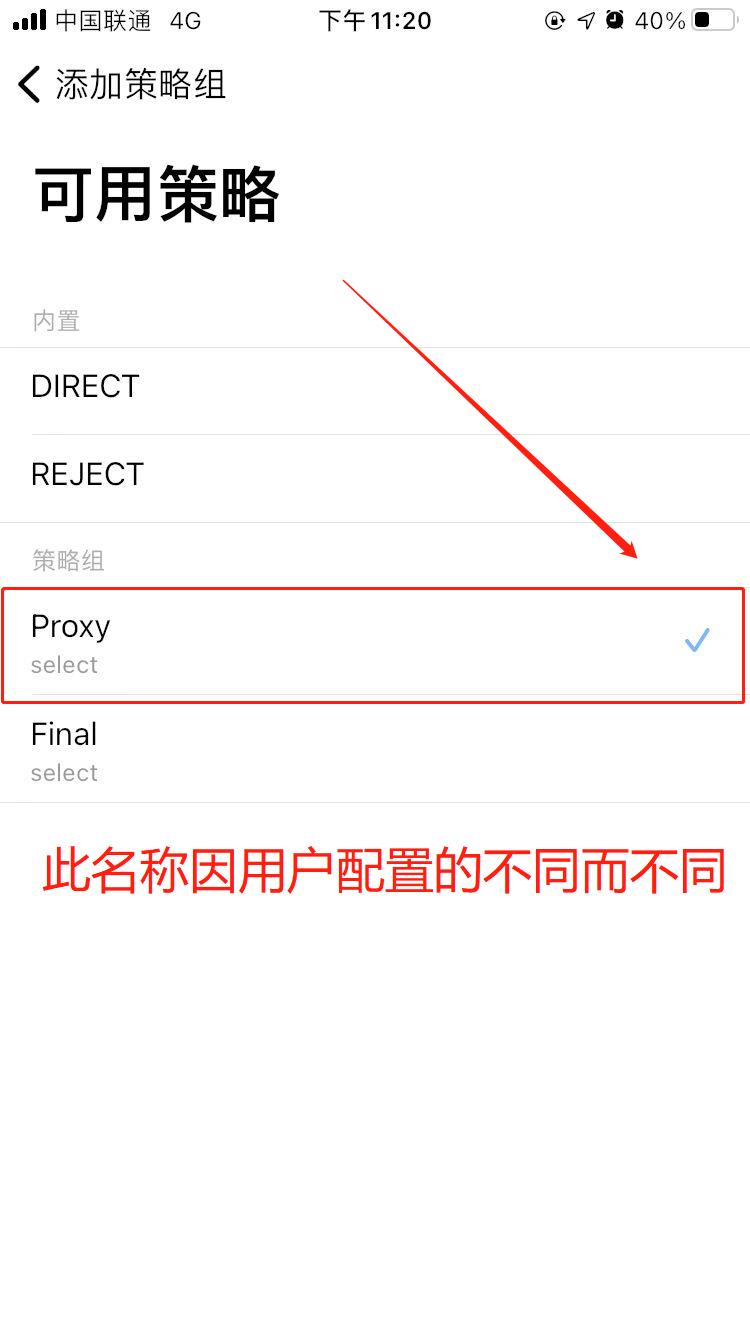 中国联通 4G 下午11:20 40%
添加策略组
可用策略
内置
DIRECT
REJECT
策略组
Proxy
select
Final
select
此名称因用户配置的不同而不同